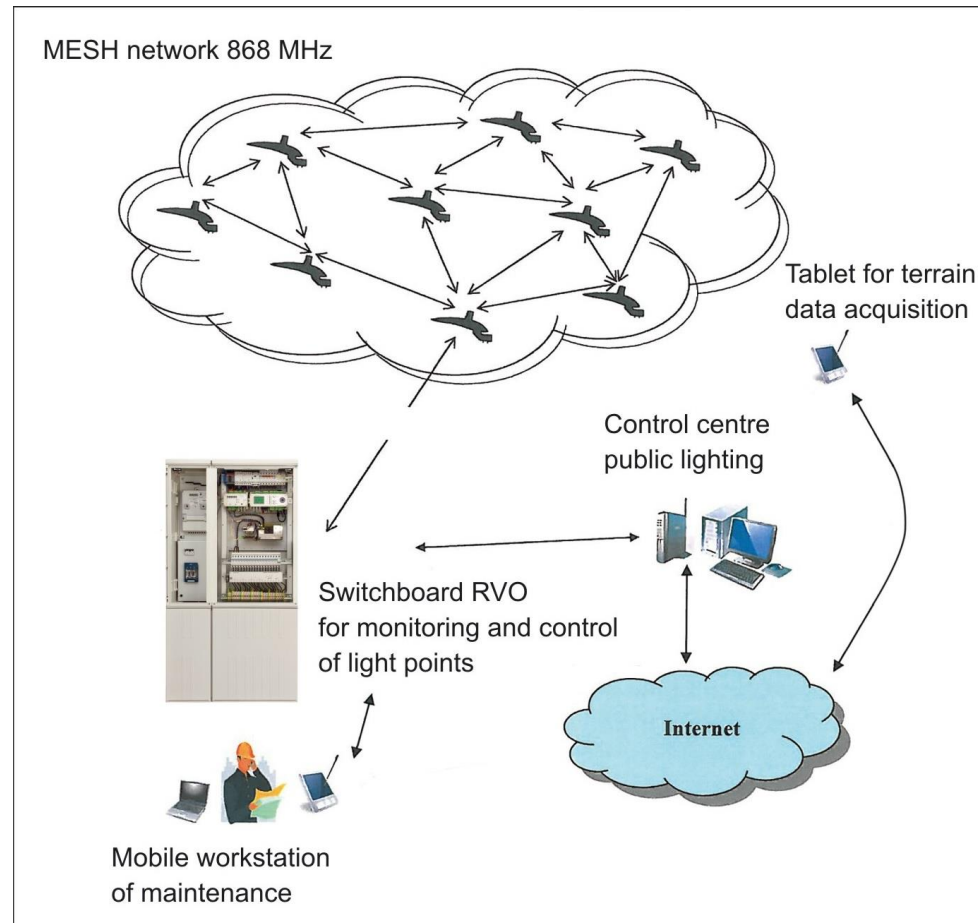 MESH network 868 MHz
Tablet for terrain
data acquisition
Control centre
public lighting
Switchboard RVO
for monitoring and control
of light points
Internet
Mobile workstation
of maintenance